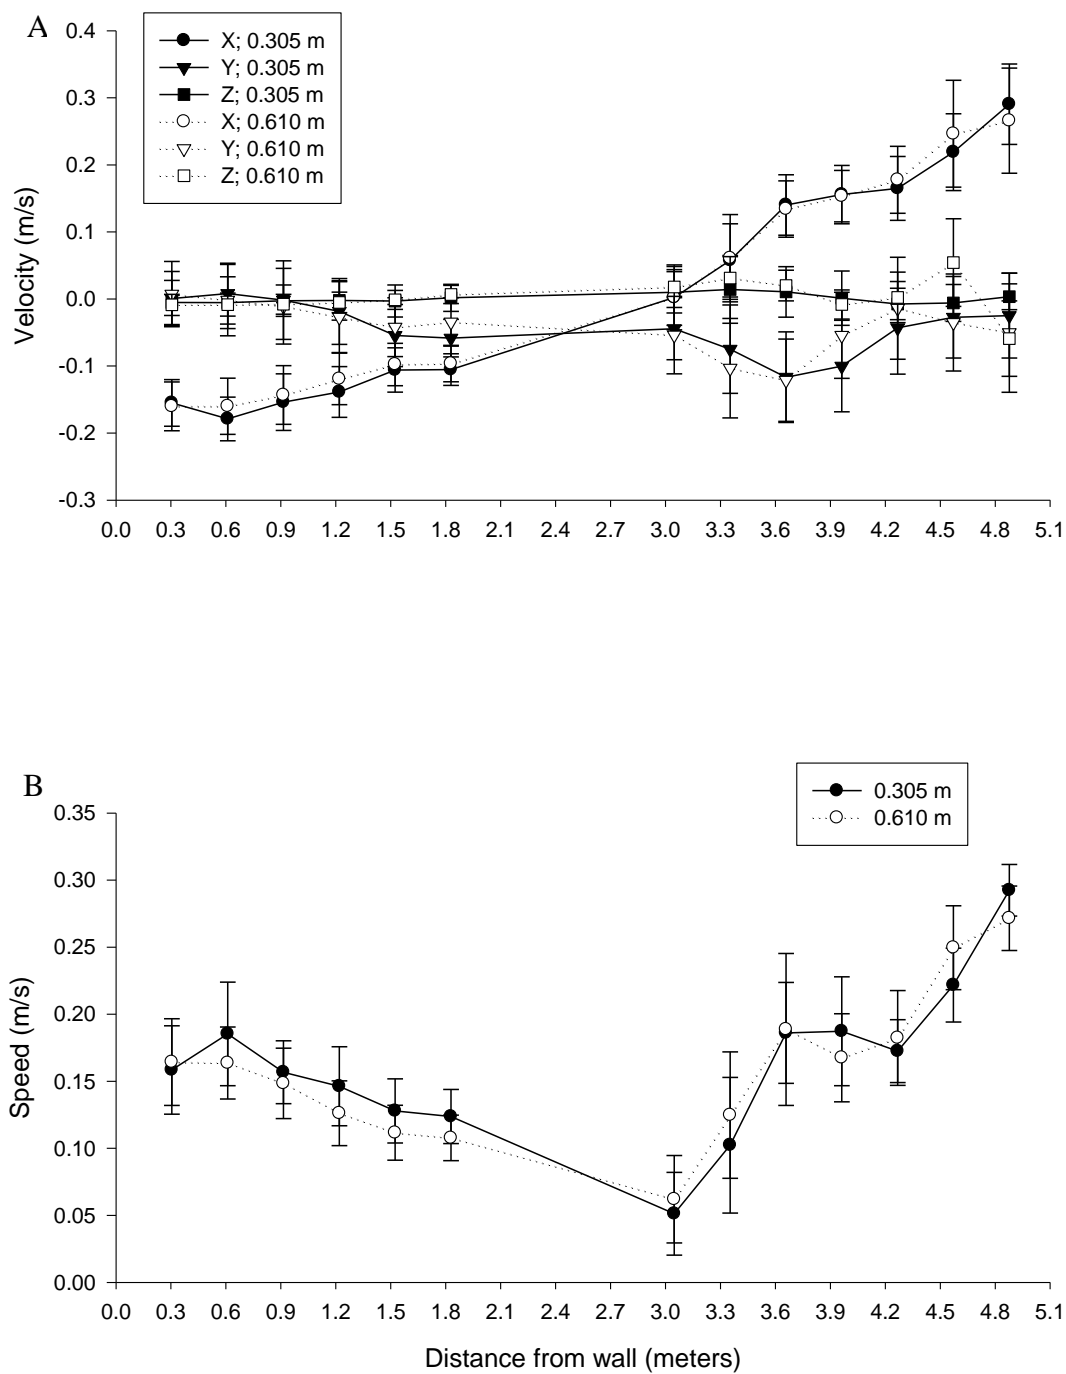 A
X; 0.305 m
Y; 0.305 m
Z; 0.305 m
X; 0.610 m
Y; 0.610 m
Z; 0.610 m
Velocity (m/s)
0.4
0.3
0.2
0.1
0.0
-0.1
-0.2
-0.3
0.0 0.3 0.6 0.9 1.2 1.5 1.8 2.1 2.4 3.0 3.3 3.6 3.9 4.2 4.5 4.8 5.1
B
0.305 m
0.610 m
Speed (m/s)
0.35
0.30
0.25
0.20
0.15
0.10
0.05
0.00
0.0 0.3 0.6 0.9 1.2 1.5 1.8 2.1 2.4 3.0 3.3 3.6 3.9 4.2 4.5 4.8 5.1
Distance from wall (meters)